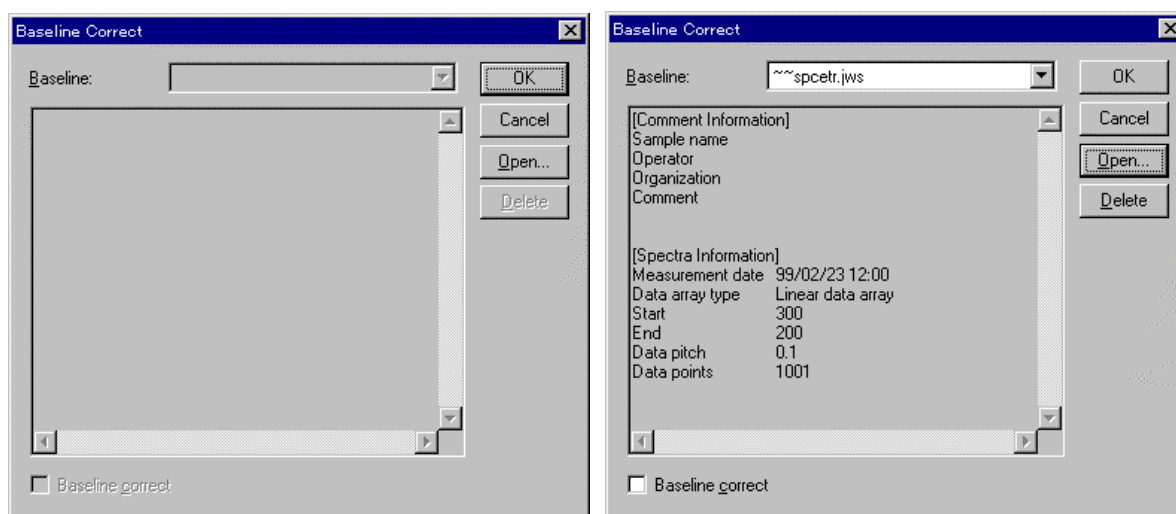 Baseline Correct
Baseline:
OK
Cancel
Open...
Delete
Baseline correct
Baseline Correct
Baseline: ~~spcetr.jws
OK
Cancel
Open...
Delete
[Comment Information]
Sample name
Operator
Organization
Comment
[Spectra Information]
Measurement date 99/02/23 12:00
Data array type Linear data array
Start 300
End 200
Data pitch 0.1
Data points 1001
Baseline correct